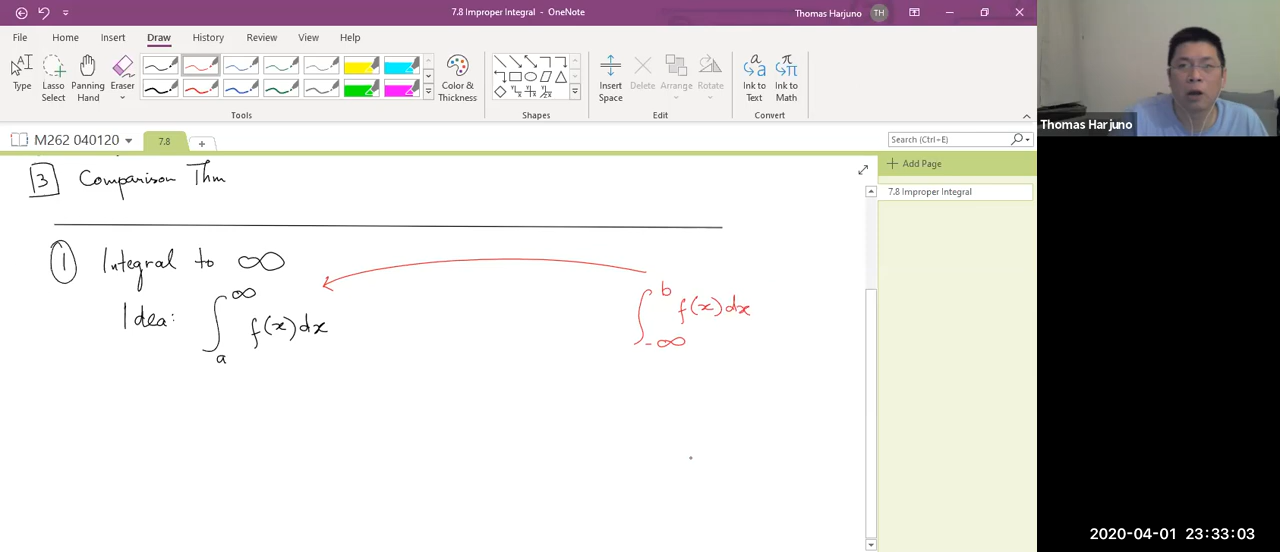 7.8 Improper Integral - OneNote
Thomas Harjuno TH
File Home Insert Draw History Review View Help
Type Lasso Select Panning Hand Eraser
Color & Thickness
Insert Space Delete Arrange Rotate
Ink to Text Ink to Math
Tools Shapes Edit Convert
M262 040120 7.8
Search (Ctrl+E)
Add Page
7.8 Improper Integral
Thomas Harjuno
3 Comparison Thm
1 Integral to ∞
Idea: ∫_a^∞ f(x)dx
∫_{-∞}^b f(x)dx
2020-04-01 23:33:03